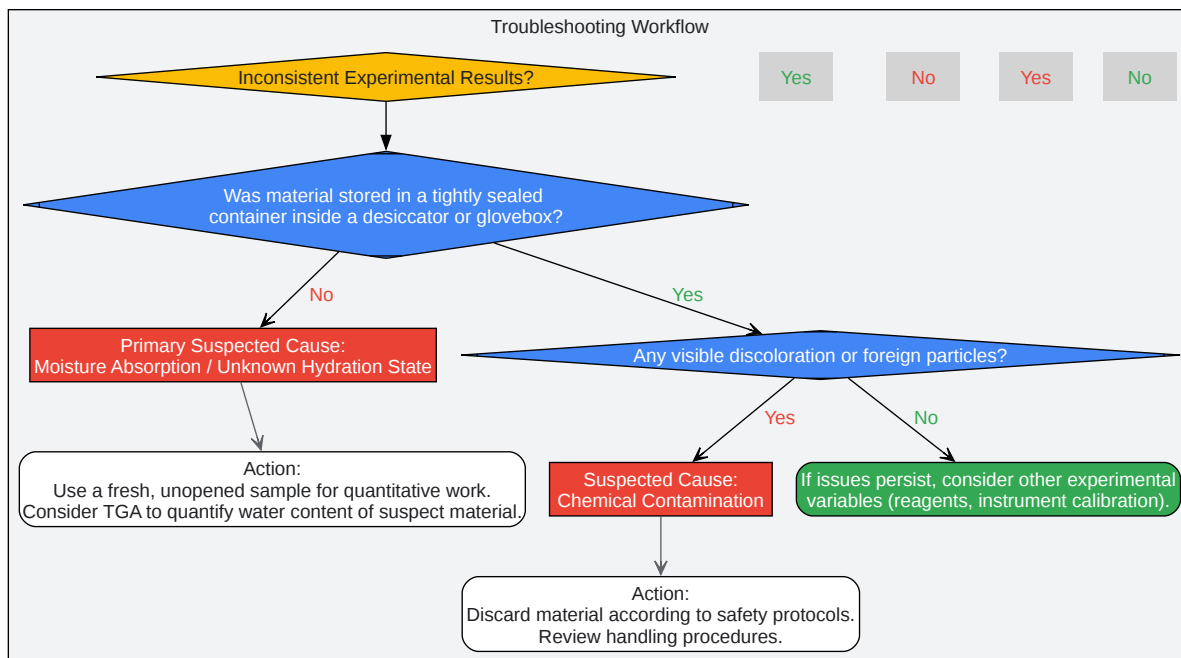 Troubleshooting Workflow
Inconsistent Experimental Results?
Yes
No
Yes
No
Was material stored in a tightly sealed
container inside a desiccator or glovebox?
No
Yes
Primary Suspected Cause:
Moisture Absorption / Unknown Hydration State
Any visible discoloration or foreign particles?
Yes
No
Action:
Use a fresh, unopened sample for quantitative work.
Consider TGA to quantify water content of suspect material.
Suspected Cause:
Chemical Contamination
If issues persist, consider other experimental
variables (reagents, instrument calibration).
Action:
Discard material according to safety protocols.
Review handling procedures.